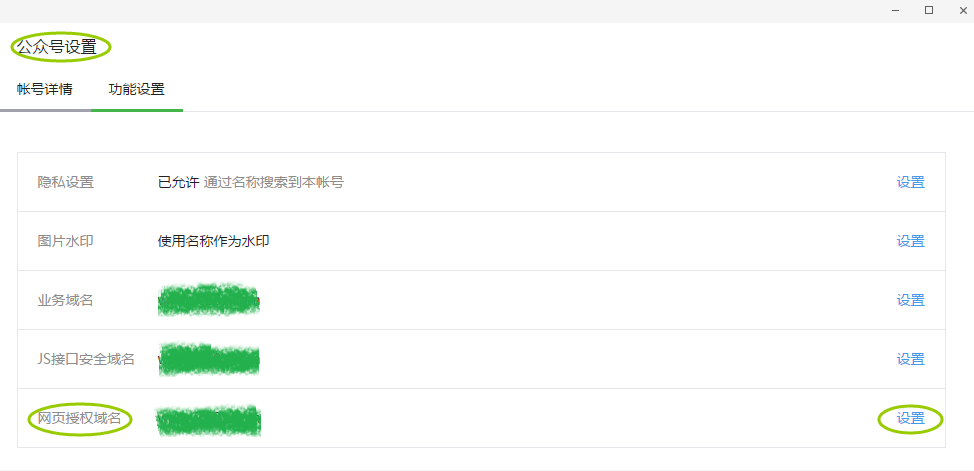 公众号设置
帐号详情 功能设置
隐私设置 已允许 通过名称搜索到本帐号 设置
图片水印 使用名称作为水印 设置
业务域名 设置
JS接口安全域名 设置
网页授权域名 设置